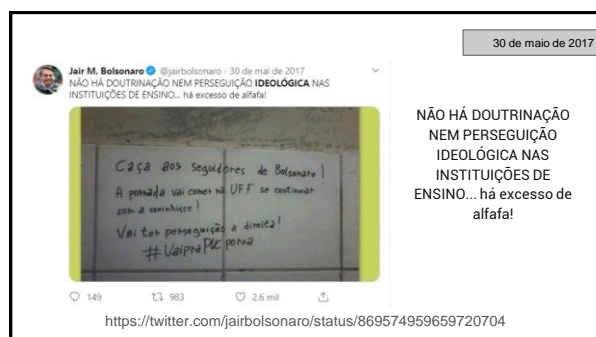 30 de maio de 2017
Jair M. Bolsonaro @jairbolsonaro · 30 de mai de 2017
NÃO HÁ DOUTRINAÇÃO NEM PERSEGUIÇÃO IDEOLÓGICA NAS
INSTITUIÇÕES DE ENSINO... há excesso de alfafa!
Caça aos seguidores de Bolsonaro!
A porrada vai comer na UFF se continuar
com a
Vai ter perseguição a direita!
porra
149 983 2,6 mil
NÃO HÁ DOUTRINAÇÃO
NEM PERSEGUIÇÃO
IDEOLÓGICA NAS
INSTITUIÇÕES DE
ENSINO... há excesso de
alfafa!
https://twitter.com/jairbolsonaro/status/869574959659720704